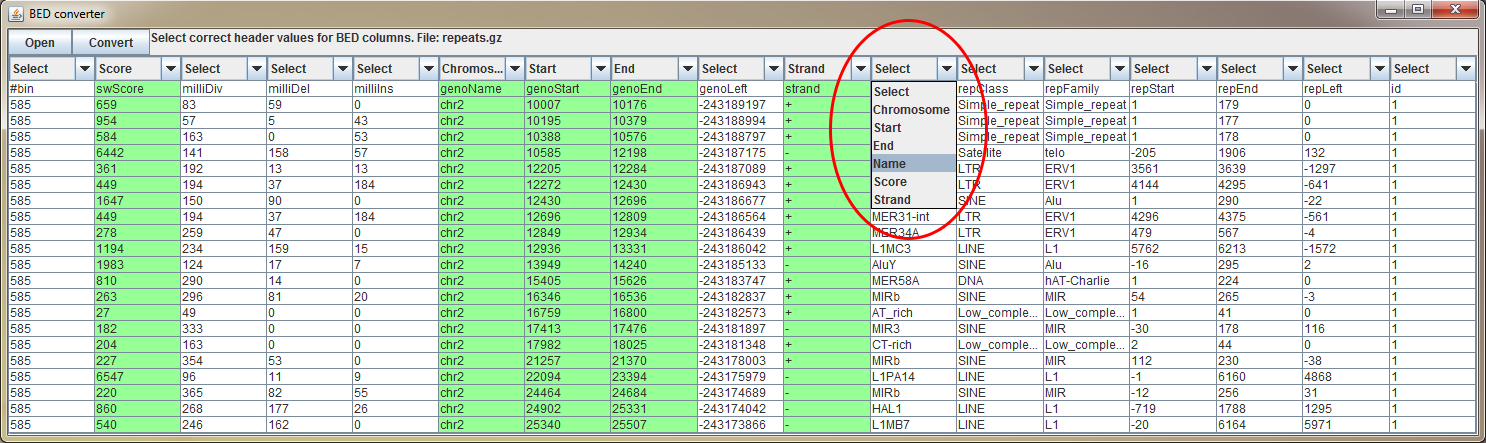 BED converter
Open Convert Select correct header values for BED columns. File: repeats.gz
Select Score Select Select Select Chromos... Start End Select Strand Select Select Select Select Select Select Select
#bin swScore milliDiv milliDel milliIns genoName genoStart genoEnd genoLeft strand repClass repFamily repStart repEnd repLeft id
585 659 83 59 0 chr2 10007 10176 -243189197 + Simple_repeat Simple_repeat 1 179 0 1
585 954 57 5 43 chr2 10195 10379 -243188994 + Simple_repeat Simple_repeat 1 177 0 1
585 584 163 0 53 chr2 10388 10576 -243188797 + Simple_repeat Simple_repeat 1 178 0 1
585 6442 141 158 57 chr2 10585 12198 -243187175 - Satellite telo -205 1906 132 1
585 361 192 13 13 chr2 12205 12284 -243187089 + LTR ERV1 3561 3639 -1297 1
585 449 194 37 184 chr2 12272 12430 -243186943 + LTR ERV1 4144 4295 -641 1
585 1647 150 90 0 chr2 12430 12696 -243186677 + SINE Alu 1 290 -22 1
Select
Chromosome
Start
End
Name
Score
Strand
585 449 194 37 184 chr2 12696 12809 -243186564 + MER31-int LTR ERV1 4296 4375 -561 1
585 278 259 47 0 chr2 12849 12934 -243186439 + MER34A LTR ERV1 479 567 -4 1
585 1194 234 159 15 chr2 12936 13331 -243186042 + L1MC3 LINE L1 5762 6213 -1572 1
585 1983 124 17 7 chr2 13949 14240 -243185133 - AluY SINE Alu -16 295 2 1
585 810 290 14 0 chr2 15405 15626 -243183747 + MER58A DNA hAT-Charlie 1 224 0 1
585 263 296 81 20 chr2 16346 16536 -243182837 + MIRb SINE MIR 54 265 -3 1
585 27 49 0 0 chr2 16759 16800 -243182573 + AT_rich Low_comple... Low_comple... 1 41 0 1
585 182 333 0 0 chr2 17413 17476 -243181897 - MIR3 SINE MIR -30 178 116 1
585 204 163 0 0 chr2 17982 18025 -243181348 + CT-rich Low_comple... Low_comple... 2 44 0 1
585 227 354 53 0 chr2 21257 21370 -243178003 - MIRb SINE MIR 112 230 -38 1
585 6547 96 11 9 chr2 22094 23394 -243175979 - L1PA14 LINE L1 -1 6160 4868 1
585 220 365 82 55 chr2 24464 24684 -243174689 - MIRb SINE MIR -12 256 31 1
585 860 268 177 26 chr2 24902 25331 -243174042 - HAL1 LINE L1 -719 1788 1295 1
585 540 246 162 0 chr2 25340 25507 -243173866 - L1MB7 LINE L1 -20 6164 5971 1